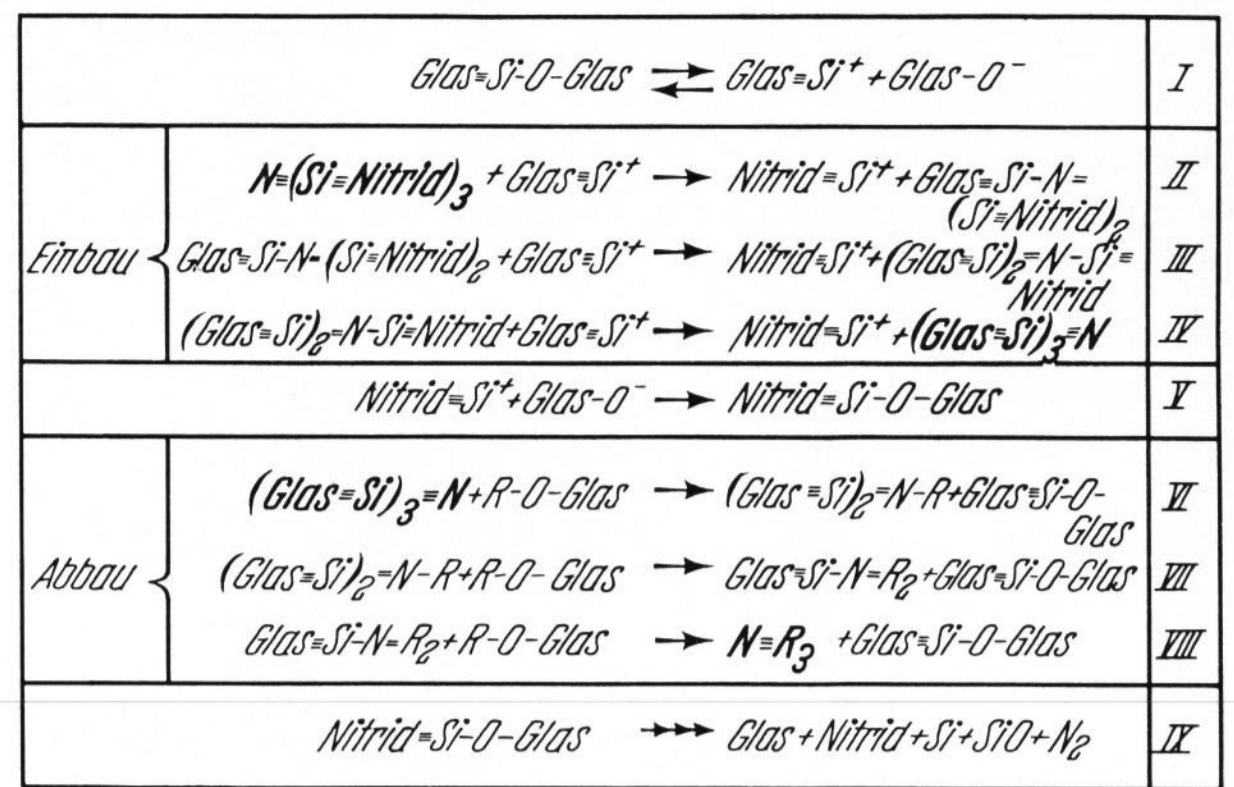 Glas≡Si-O-Glas ⇄ Glas≡Si⁺ + Glas-O⁻ I
N≡(Si≡Nitrid)₃ + Glas≡Si⁺ → Nitrid≡Si⁺ + Glas≡Si-N=
(Si≡Nitrid)₂ II
Einbau
Glas≡Si-N=(Si≡Nitrid)₂ + Glas≡Si⁺ → Nitrid≡Si⁺ + (Glas≡Si)₂=N-Si≡
Nitrid III
(Glas≡Si)₂=N-Si≡Nitrid + Glas≡Si⁺ → Nitrid≡Si⁺ + (Glas≡Si)₃≡N IV
Nitrid≡Si⁺ + Glas-O⁻ → Nitrid≡Si-O-Glas V
(Glas≡Si)₃≡N + R-O-Glas → (Glas≡Si)₂=N-R + Glas≡Si-O-
Glas VI
Abbau
(Glas≡Si)₂=N-R + R-O-Glas → Glas≡Si-N=R₂ + Glas≡Si-O-Glas VII
Glas≡Si-N=R₂ + R-O-Glas → N≡R₃ + Glas≡Si-O-Glas VIII
Nitrid≡Si-O-Glas →→→ Glas + Nitrid + Si + SiO + N₂ IX